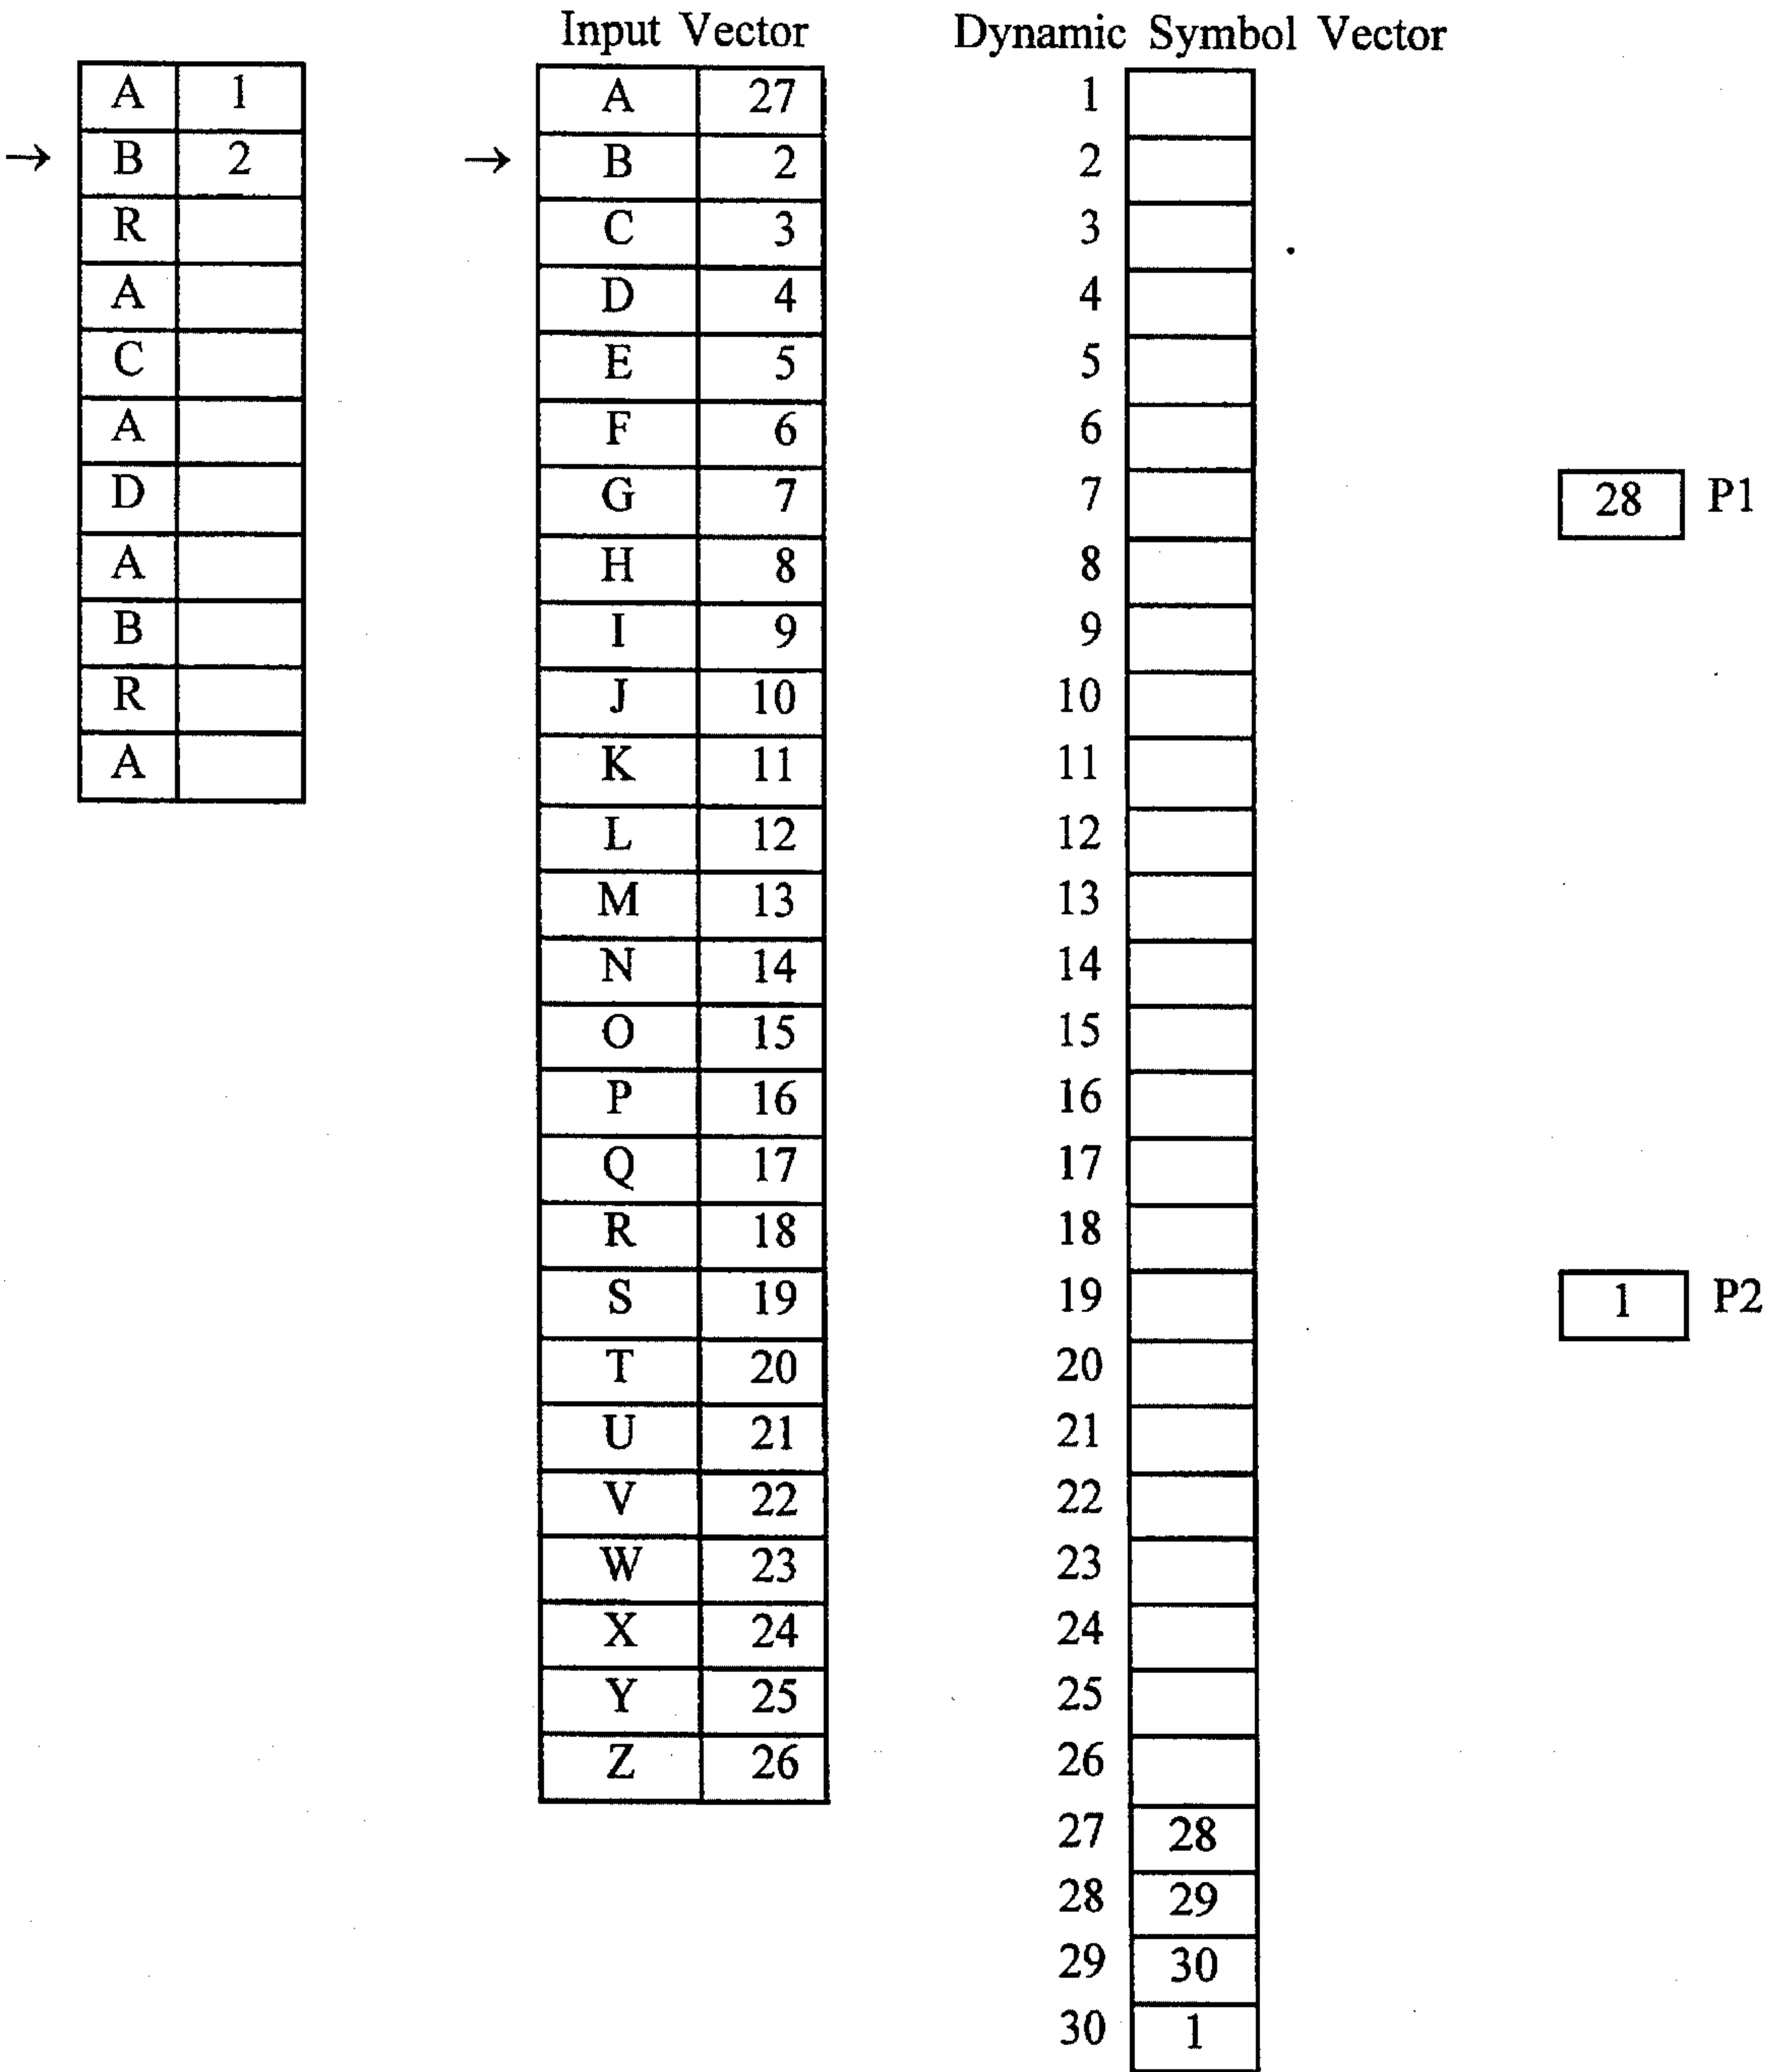 Input Vector Dynamic Symbol Vector
A 1 A 27 1
→ B 2 → B 2 2
R C 3 3
A D 4 4
C E 5 5
A F 6 6
D G 7 7 28 P1
A H 8 8
B I 9 9
R J 10 10
A K 11 11
L 12 12
M 13 13
N 14 14
O 15 15
P 16 16
Q 17 17
R 18 18
S 19 19 1 P2
T 20 20
U 21 21
V 22 22
W 23 23
X 24 24
Y 25 25
Z 26 26
27 28
28 29
29 30
30 1